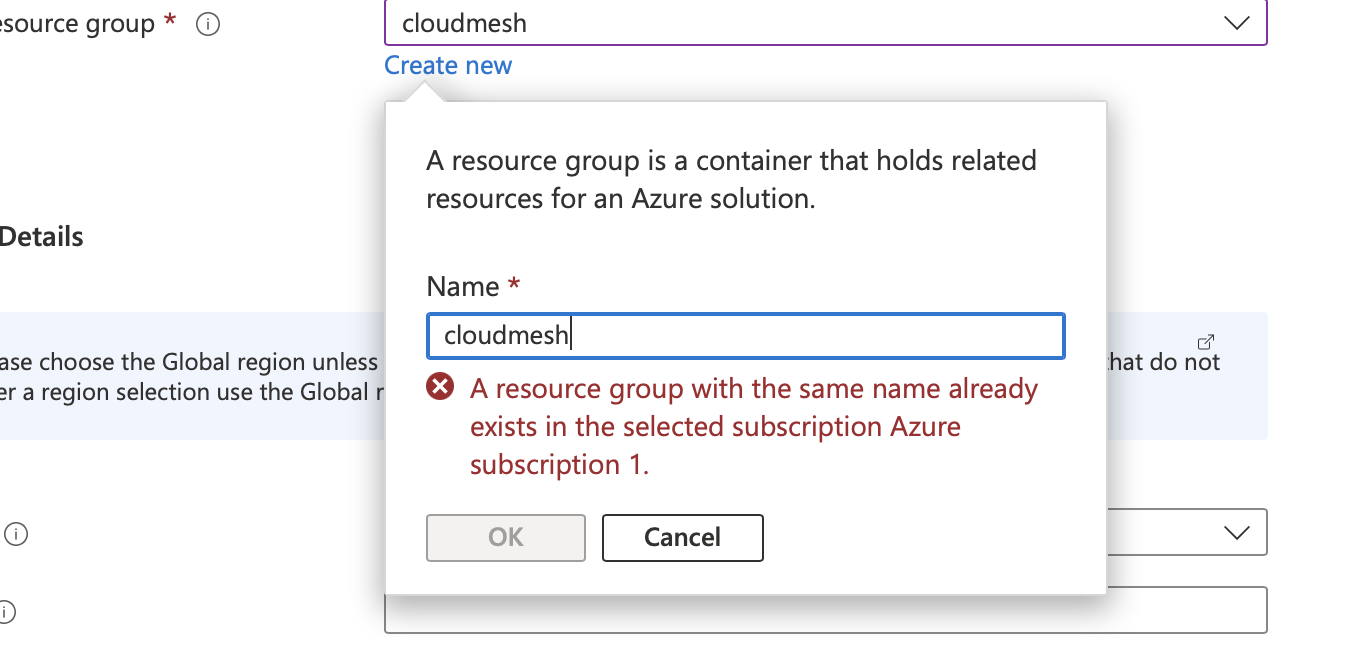 esource group *
cloudmesh
Create new
A resource group is a container that holds related
resources for an Azure solution.
Details
Name *
cloudmesh
ase choose the Global region unless
hat do not
er a region selection use the Global r
A resource group with the same name already
exists in the selected subscription Azure
subscription 1.
OK
Cancel